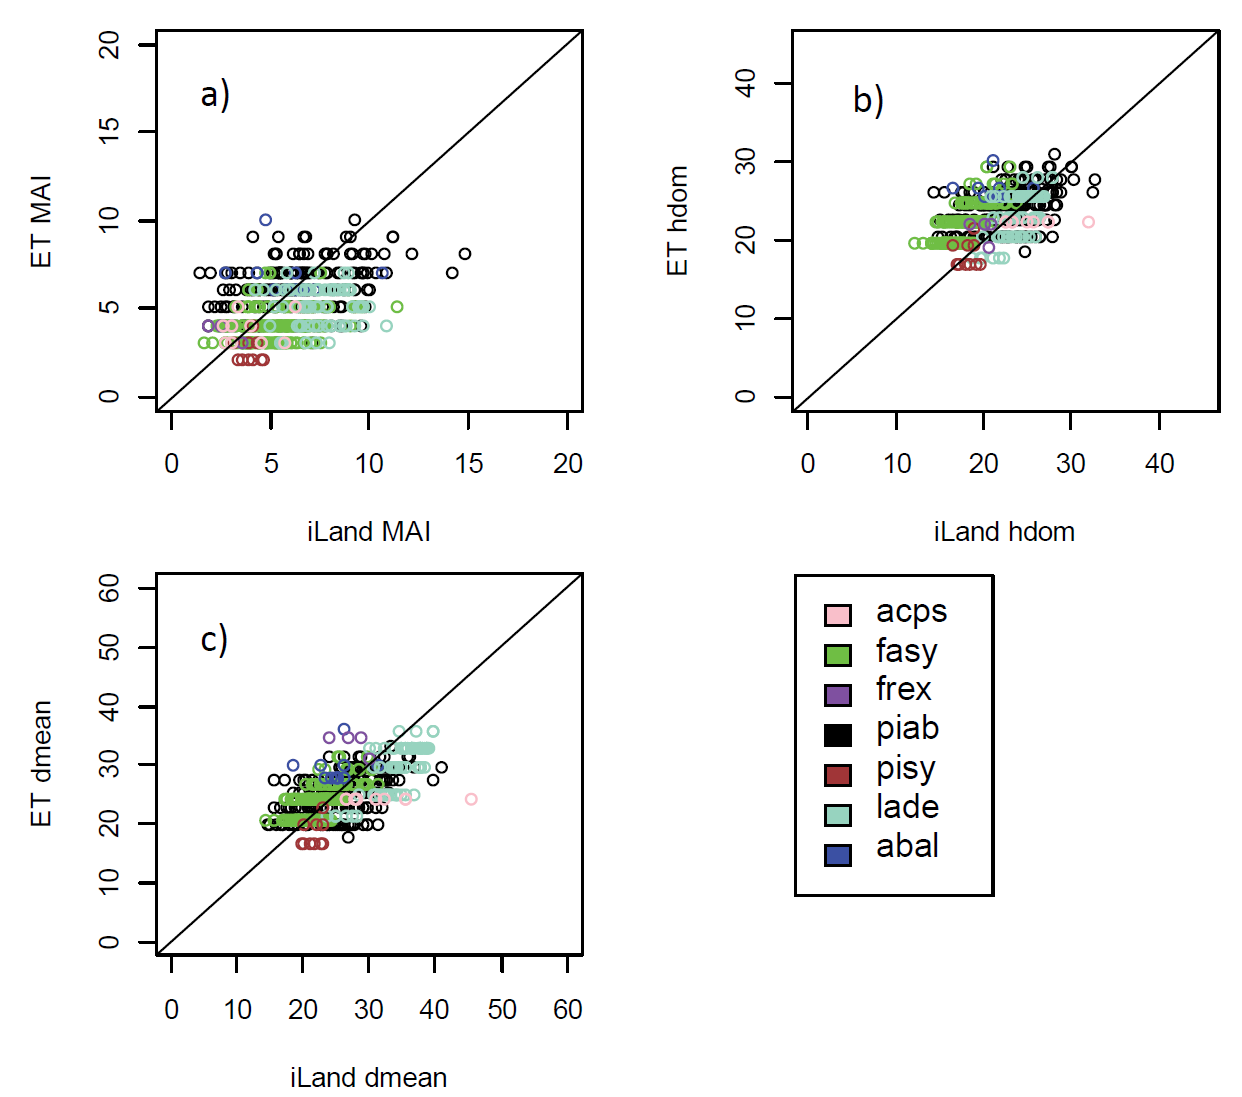 a)
20
15
10
5
0
ET MAI
0 5 10 15 20
iLand MAI
b)
40
30
20
10
0
ET hdom
0 10 20 30 40
iLand hdom
c)
60
50
40
30
20
10
0
ET dmean
0 10 20 30 40 50 60
iLand dmean
acps
fasy
frex
piab
pisy
lade
abal